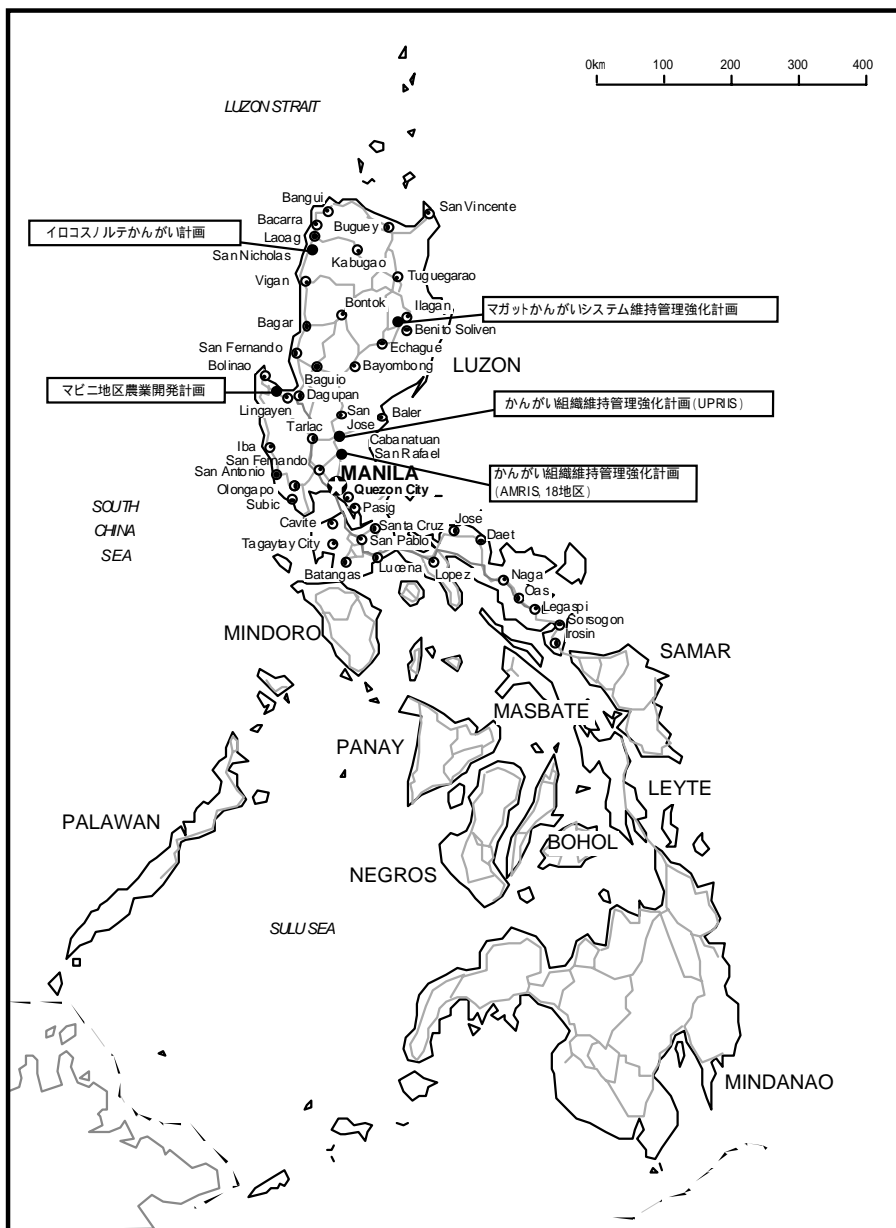 0km 100 200 300 400
LUZON STRAIT
Bangui
San Vincente
Bacarra
Buguey
イロコスノルテかんがい計画
Laoag
San Nicholas
Kabugao
Tuguegarao
Vigan
Bontok
Ilagan
マガットかんがいシステム維持管理強化計画
Bagar
Benito Soliven
San Fernando
Echague
Bolinao
Bayombong
LUZON
Baguio
マビニ地区農業開発計画
Dagupan
かんがい組織維持管理強化計画(UPRIIS)
Lingayen
San
Jose
Baler
Tarlac
Cabanatuan
Iba
San Rafael
San Fernando
かんがい組織維持管理強化計画
(AMRIS, 18地区)
San Antonio
MANILA
Olongapo
Quezon City
Subic
Pasig
SOUTH
CHINA
SEA
Cavite
Santa Cruz
Jose
Tagaytay City
San Pablo
Daet
Batangas
Lucena
Lopez
Naga
Oas
Legaspi
Sorsogon
Irosin
MINDORO
SAMAR
MASBATE
PANAY
LEYTE
PALAWAN
BOHOL
NEGROS
SULU SEA
MINDANAO